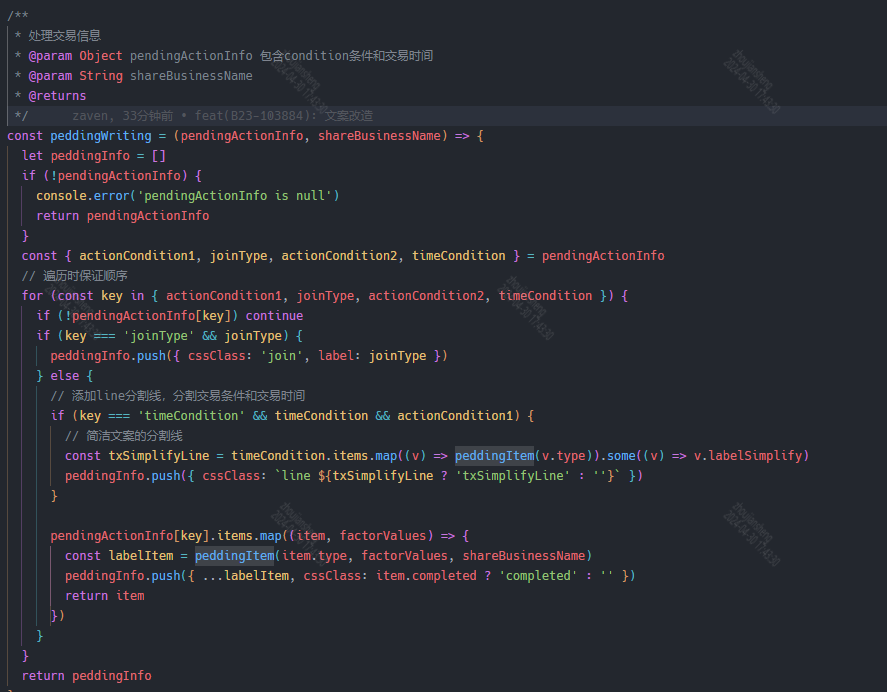 /**
 * 处理交易信息
 * @param Object pendingActionInfo 包含condition条件和交易时间
 * @param String shareBusinessName
 * @returns
 */ zaven, 33分钟前 • feat(B23-103884): 文案改造
const peddingWriting = (pendingActionInfo, shareBusinessName) => {
  let peddingInfo = []
  if (!pendingActionInfo) {
    console.error('pendingActionInfo is null')
    return pendingActionInfo
  }
  const { actionCondition1, joinType, actionCondition2, timeCondition } = pendingActionInfo
  // 遍历时保证顺序
  for (const key in { actionCondition1, joinType, actionCondition2, timeCondition }) {
    if (!pendingActionInfo[key]) continue
    if (key === 'joinType' && joinType) {
      peddingInfo.push({ cssClass: 'join', label: joinType })
    } else {
      // 添加line分割线, 分割交易条件和交易时间
      if (key === 'timeCondition' && timeCondition && actionCondition1) {
        // 简洁文案的分割线
        const txSimplifyLine = timeCondition.items.map((v) => peddingItem(v.type)).some((v) => v.labelSimplify)
        peddingInfo.push({ cssClass: `line ${txSimplifyLine ? 'txSimplifyLine' : ''}` })
      }
      pendingActionInfo[key].items.map((item, factorValues) => {
        const labelItem = peddingItem(item.type, factorValues, shareBusinessName)
        peddingInfo.push({ ...labelItem, cssClass: item.completed ? 'completed' : '' })
        return item
      })
    }
  }
  return peddingInfo